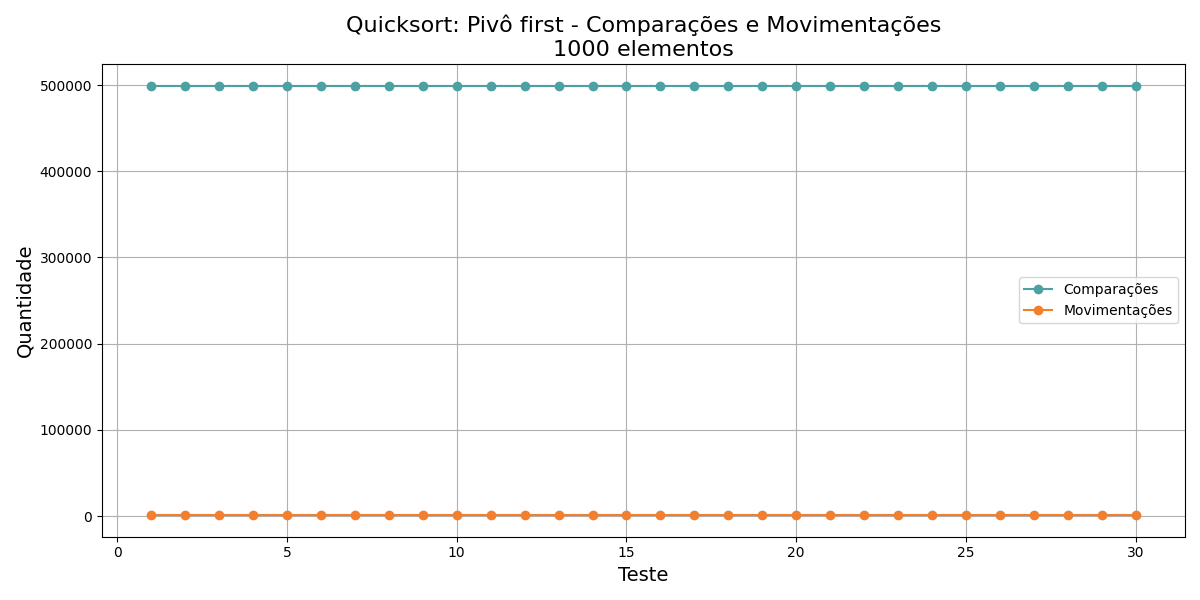 Quicksort: Pivô first - Comparações e Movimentações
1000 elementos
Quantidade
500000
400000
300000
200000
100000
0
Comparações
Movimentações
0 5 10 15 20 25 30
Teste